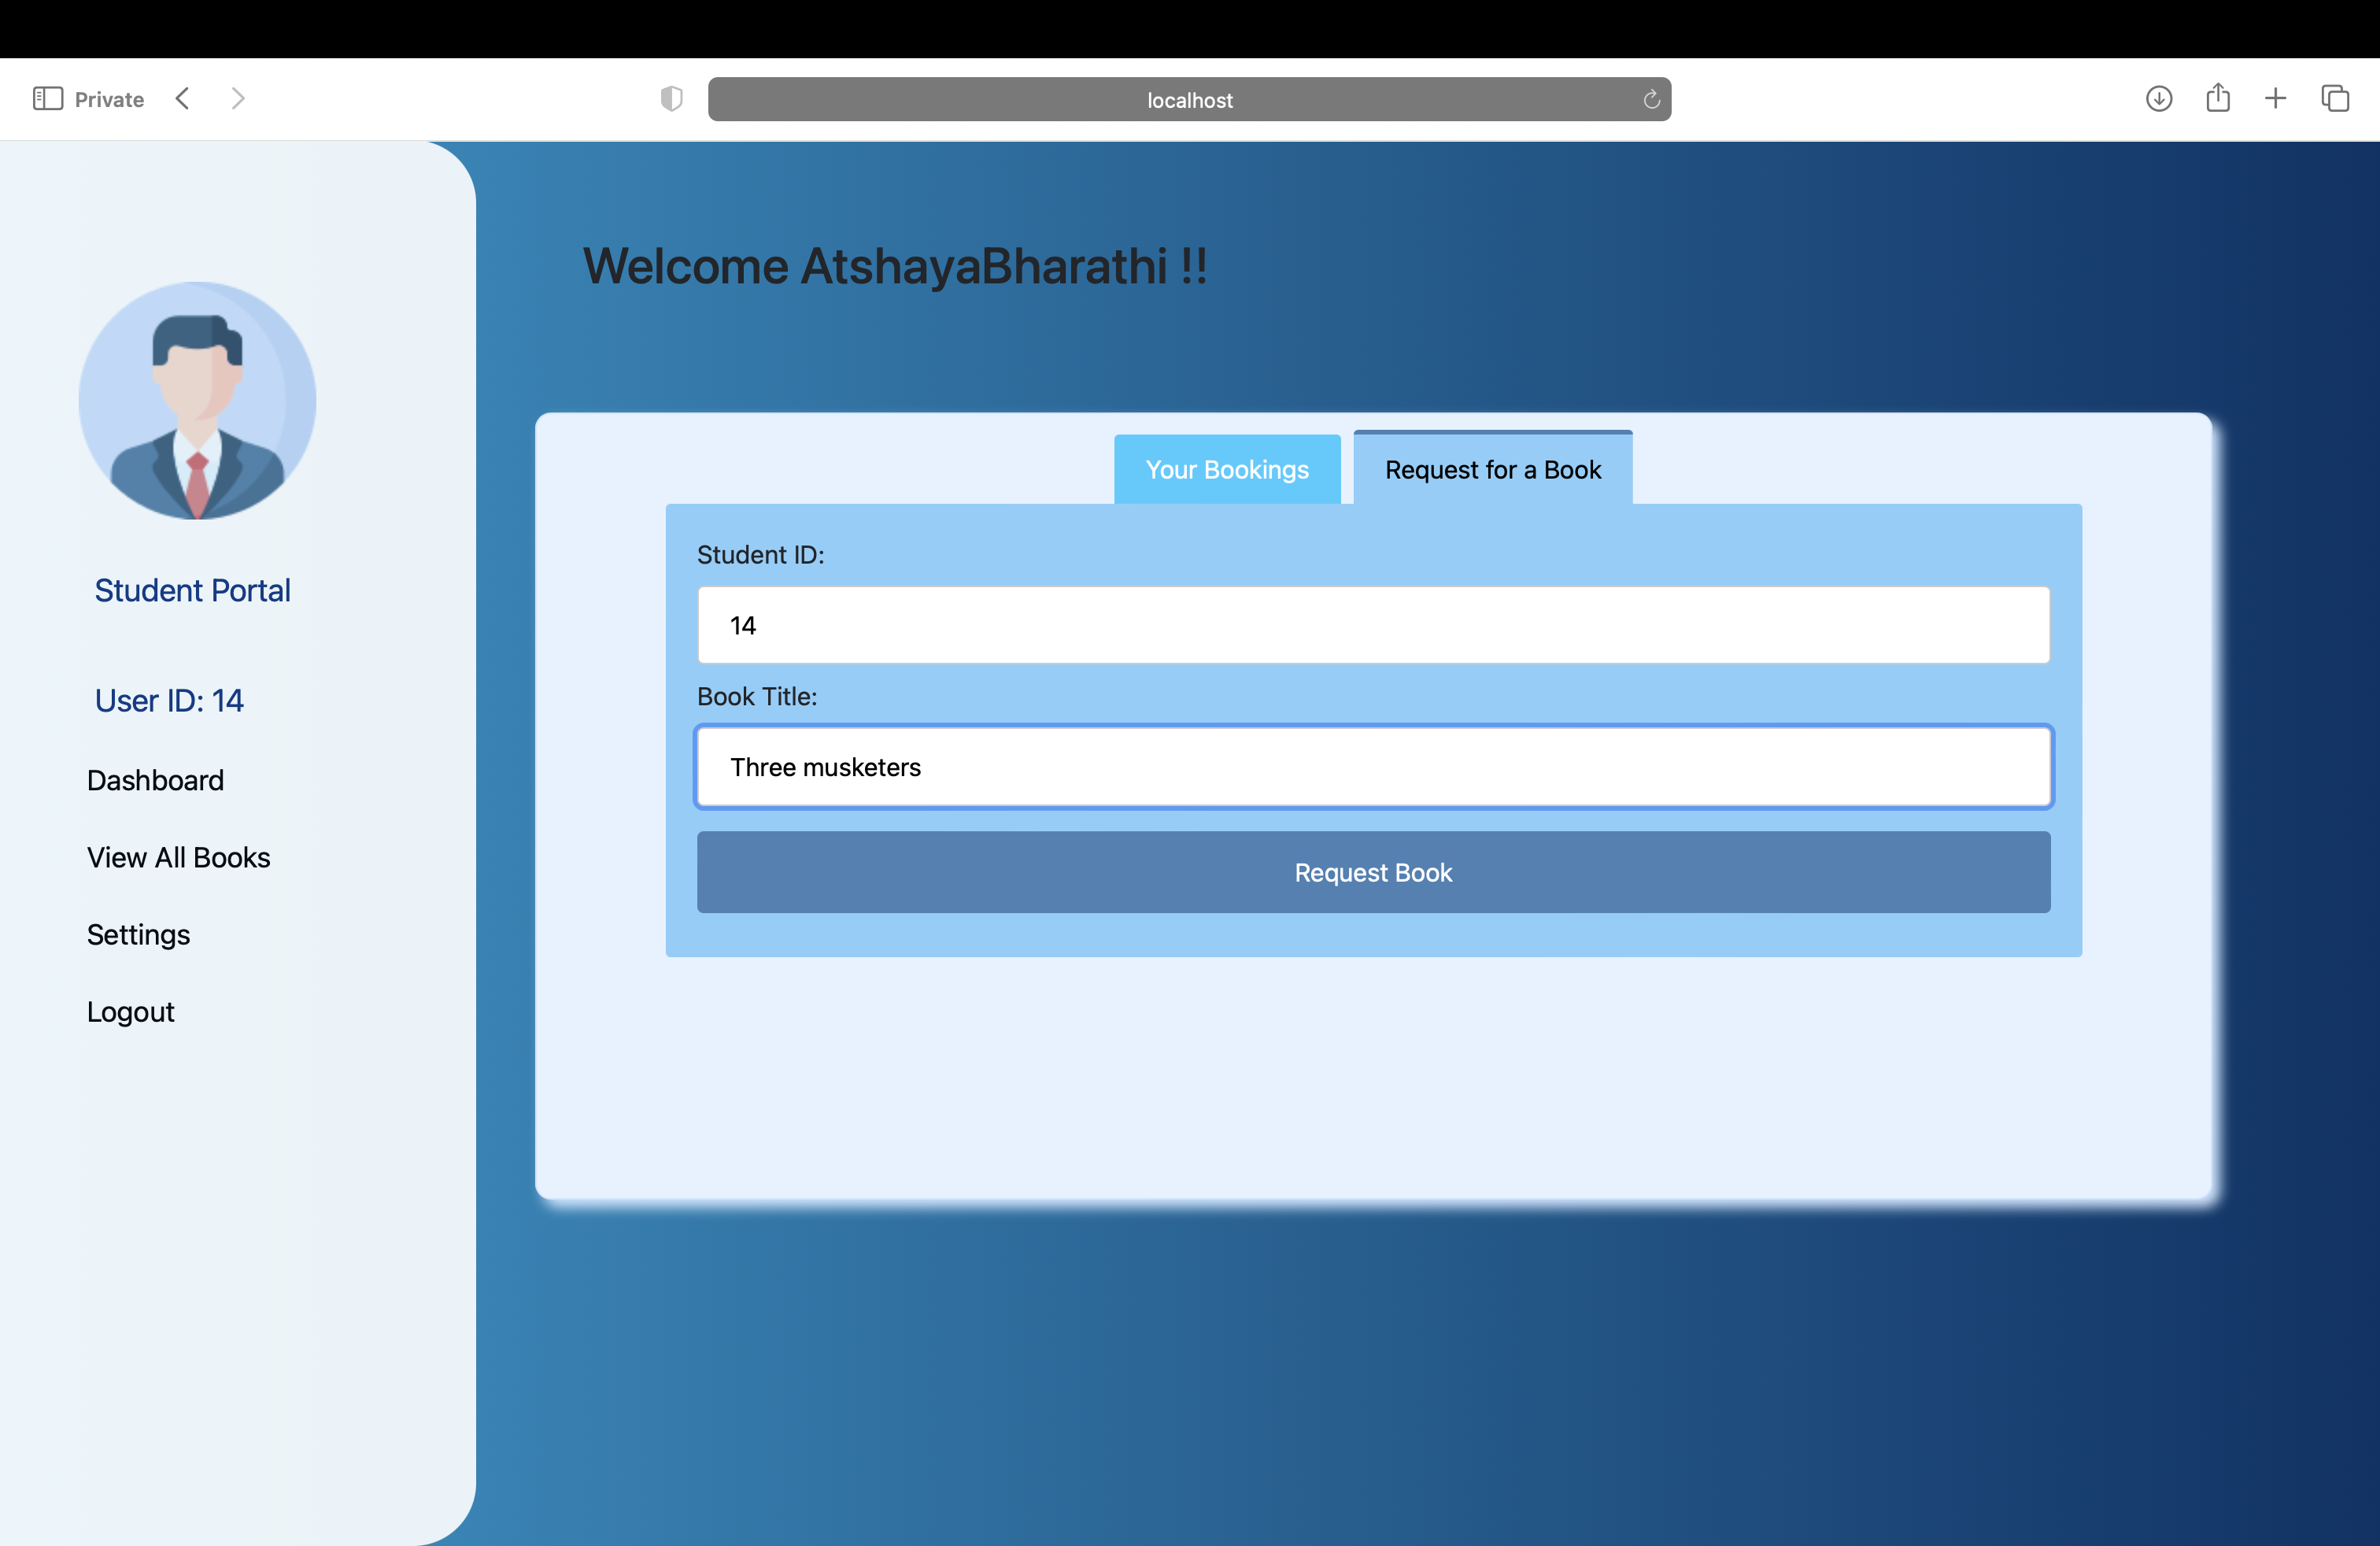 Private
localhost
Welcome AtshayaBharathi !!
Student Portal
User ID: 14
Dashboard
View All Books
Settings
Logout
Your Bookings
Request for a Book
Student ID:
14
Book Title:
Three musketers
Request Book